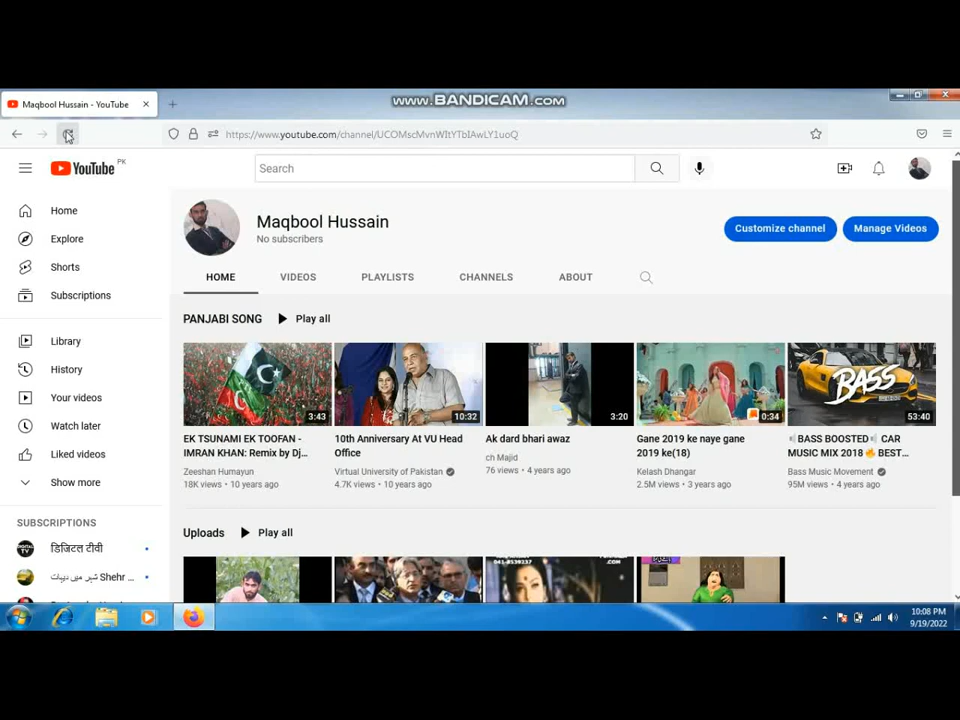 Maqbool Hussain - YouTube
www.BANDICAM.com
https://www.youtube.com/channel/UCOMscMvnWItYTbIAwLY1uoQ
YouTube PK
Search
Home
Explore
Shorts
Subscriptions
Library
History
Your videos
Watch later
Liked videos
Show more
SUBSCRIPTIONS
डिजिटल टीवी
شہر میں دیہات Shehr ...
Maqbool Hussain
No subscribers
Customize channel
Manage Videos
HOME
VIDEOS
PLAYLISTS
CHANNELS
ABOUT
PANJABI SONG
Play all
3:43
10:32
3:20
0:34
BASS
53:40
EK TSUNAMI EK TOOFAN -
IMRAN KHAN: Remix by Dj...
Zeeshan Humayun
18K views • 10 years ago
10th Anniversary At VU Head
Office
Virtual University of Pakistan
4.7K views • 10 years ago
Ak dard bhari awaz
ch Majid
76 views • 4 years ago
Gane 2019 ke naye gane
2019 ke(18)
Kelash Dhangar
2.5M views • 3 years ago
🔈BASS BOOSTED🔈 CAR
MUSIC MIX 2018 🔥 BEST...
Bass Music Movement
95M views • 4 years ago
Uploads
Play all
041-8539337
10:08 PM
9/19/2022